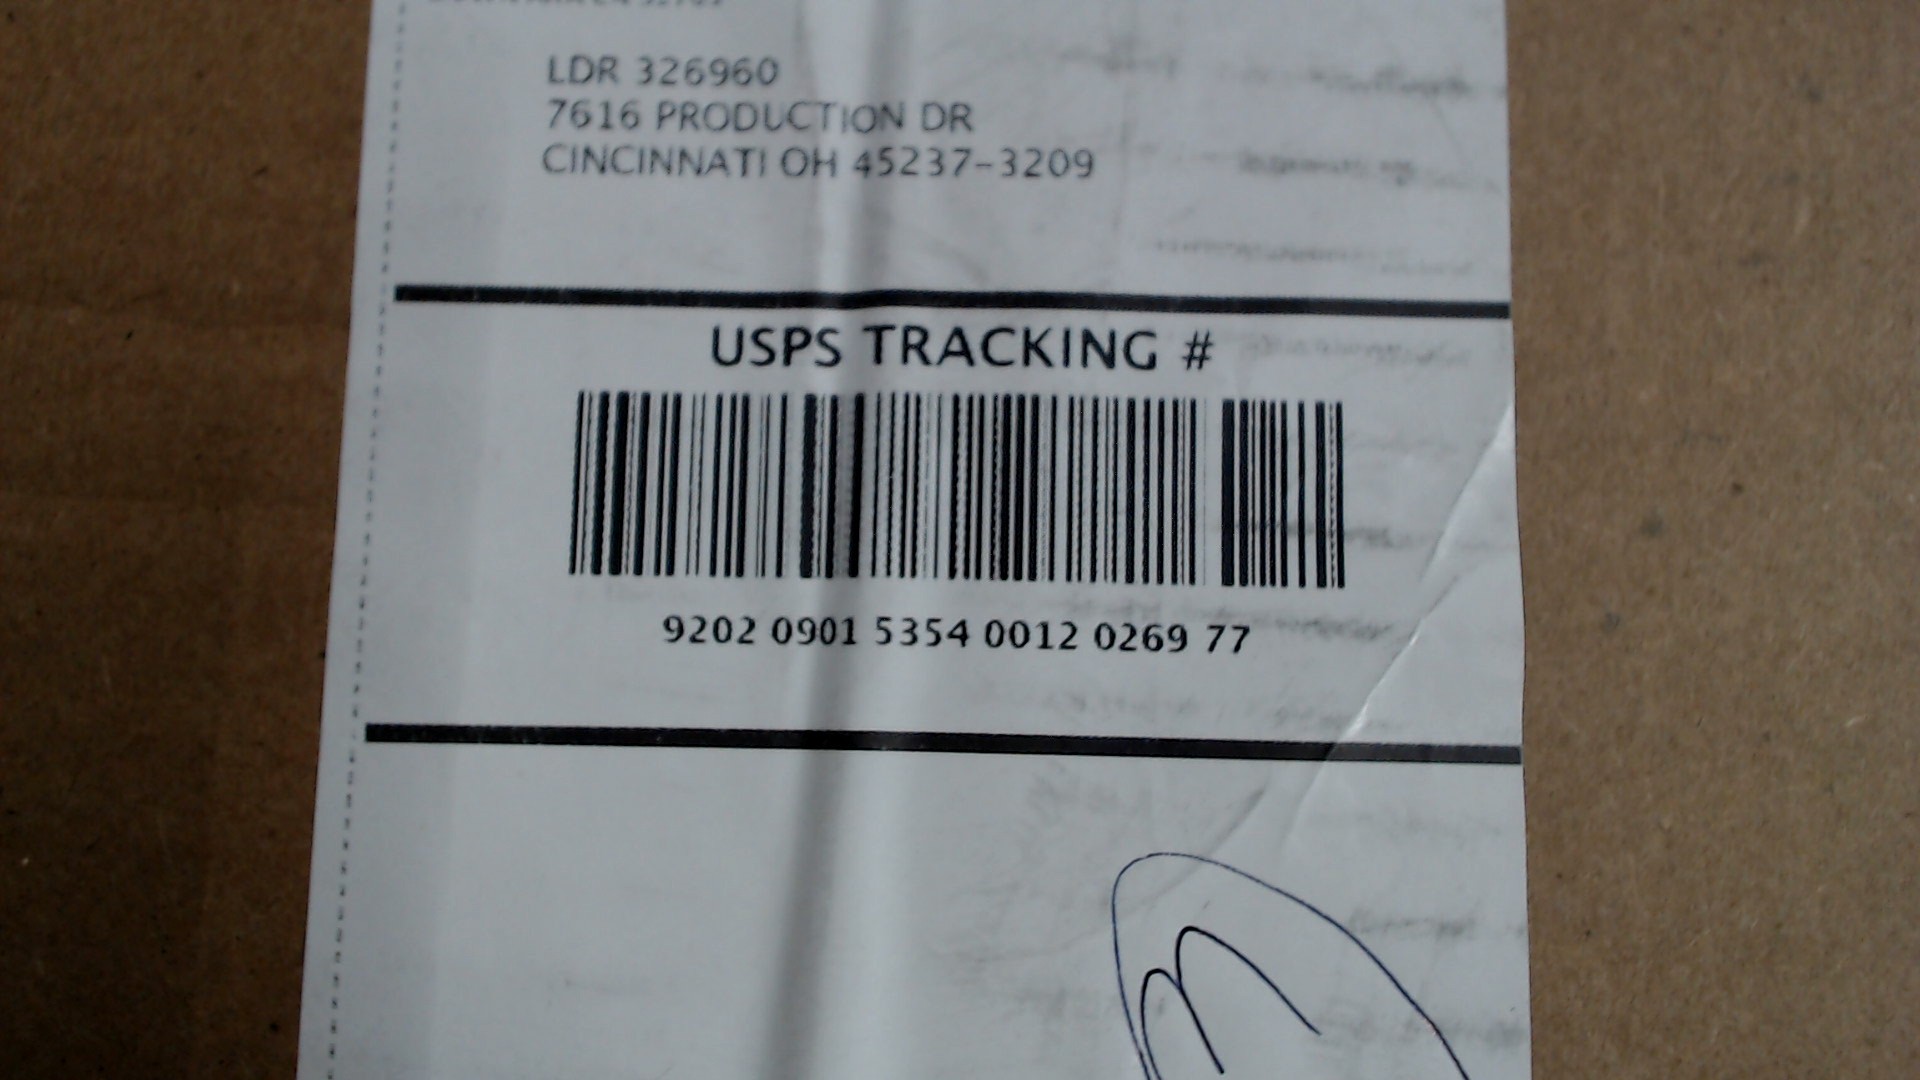 LDR 326960
7616 PRODUCTION DR
CINCINNATI OH 45237-3209
USPS TRACKING #
9202 0901 5354 0012 0269 77